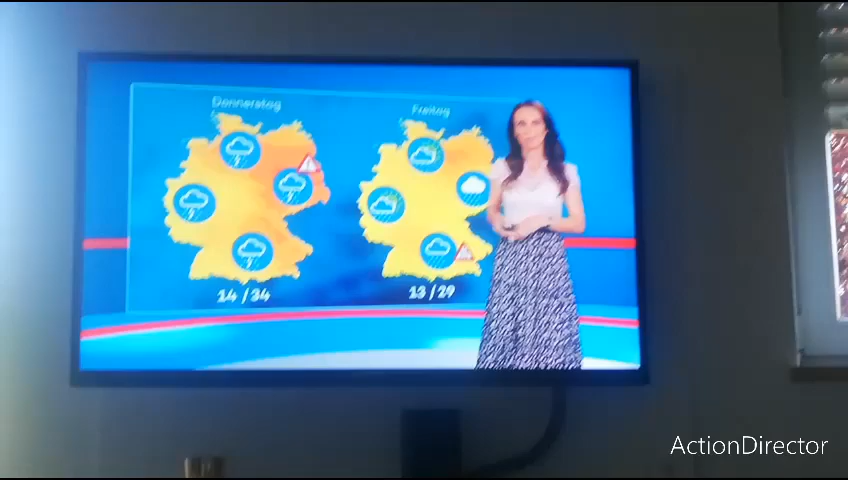 Donnerstag
Freitag
14 / 34
13 / 29
ActionDirector